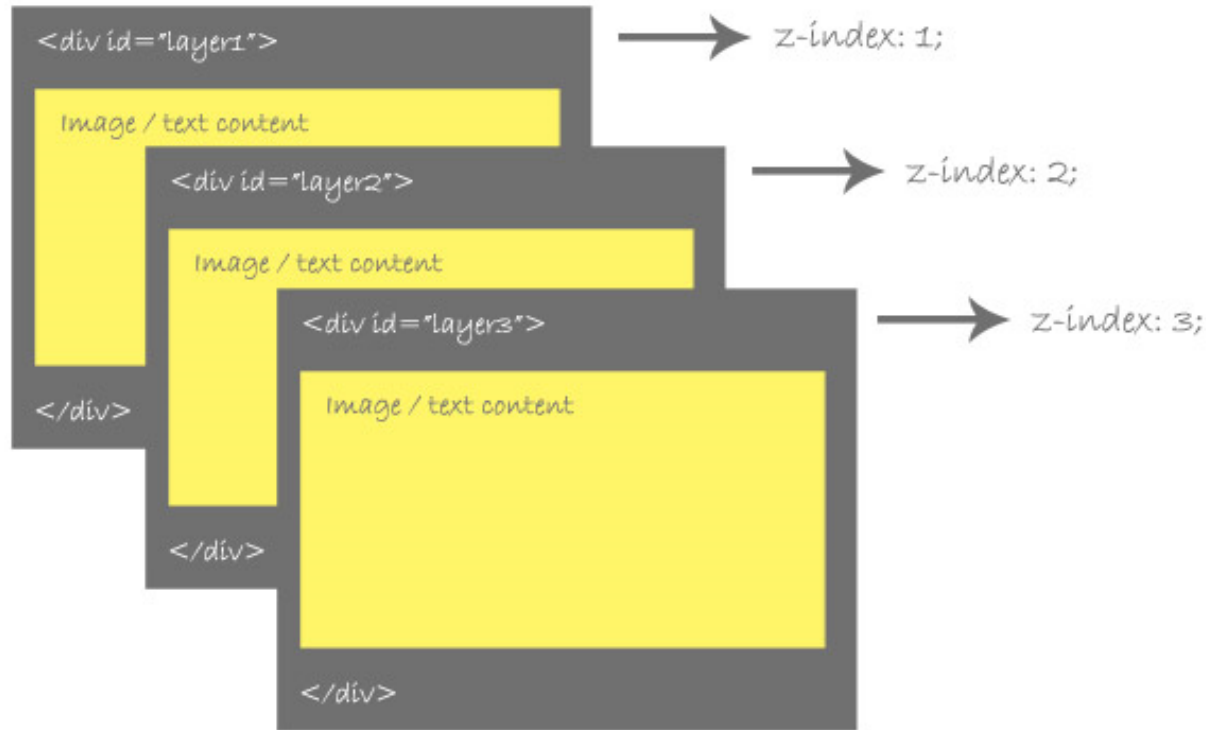 <div id="layer1">
z-index: 1;
Image / text content
<div id="layer2">
z-index: 2;
Image / text content
<div id="layer3">
z-index: 3;
Image / text content
</div>
</div>
</div>